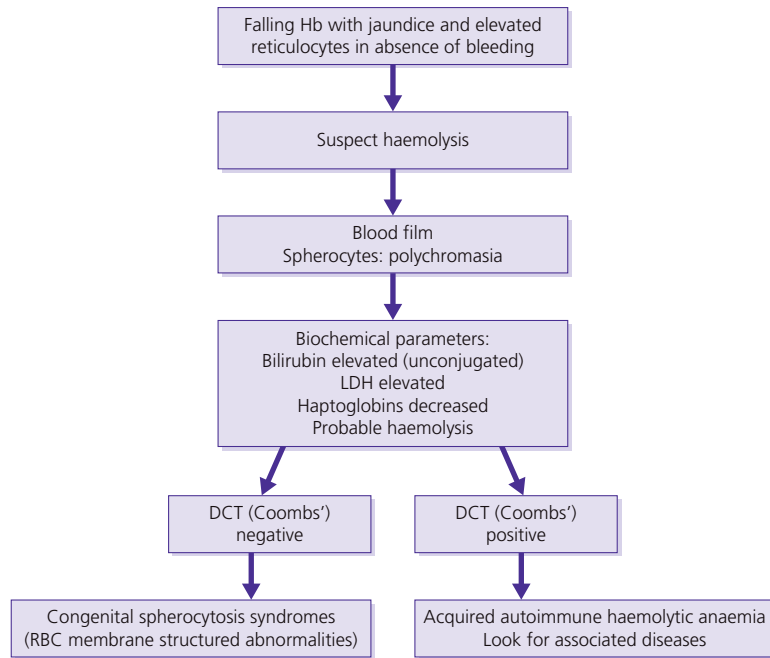 Falling Hb with jaundice and elevated
reticulocytes in absence of bleeding
Suspect haemolysis
Blood film
Spherocytes: polychromasia
Biochemical parameters:
Bilirubin elevated (unconjugated)
LDH elevated
Haptoglobins decreased
Probable haemolysis
DCT (Coombs’)
negative
DCT (Coombs’)
positive
Congenital spherocytosis syndromes
(RBC membrane structured abnormalities)
Acquired autoimmune haemolytic anaemia
Look for associated diseases